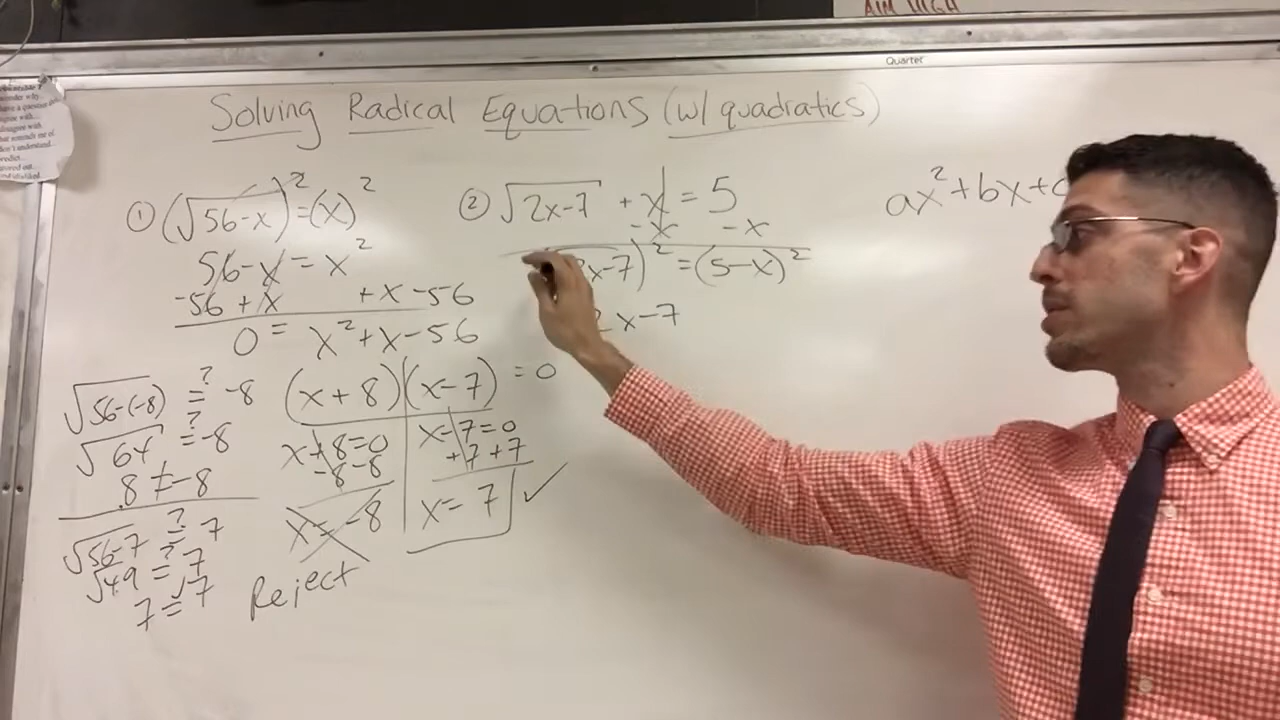 AIM HIGH
Quarter
Solving Radical Equations (w/ quadratics)
① (√56-x)² = (x)²
56-x = x²
-56 +x +x -56
0 = x²+x-56
(x+8)(x-7) = 0
x+8=0
-8 -8
x=-8
Reject
x-7=0
+7 +7
x=7 ✓
√56-(-8) ≟ -8
√64 ≟ -8
8 ≠ -8
√56-7 ≟ 7
√49 ≟ 7
7 = 7 ✓
② √2x-7 + x = 5
-x -x
x-7)² = (5-x)²
2x-7
ax²+bx+c